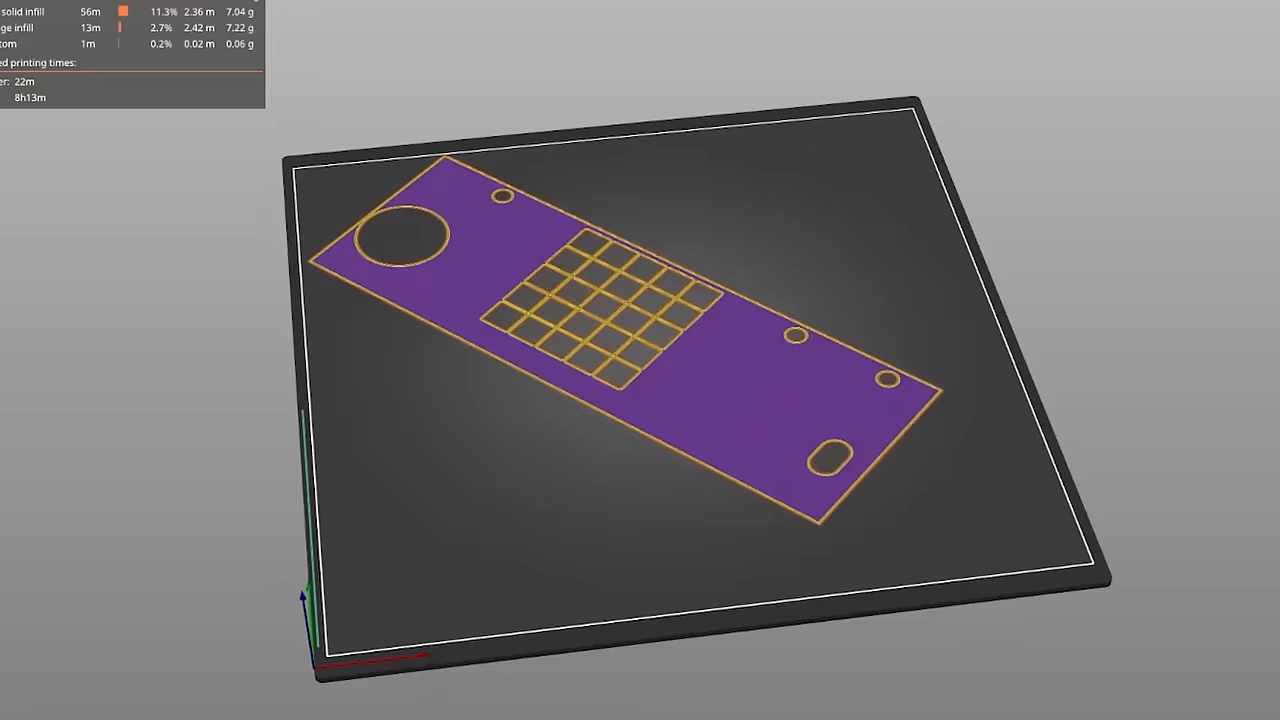 solid infill 56m 11.3% 2.36 m 7.04 g
ge infill 13m 2.7% 2.42 m 7.22 g
tom 1m 0.2% 0.02 m 0.06 g
ed printing times:
er: 22m
8h13m